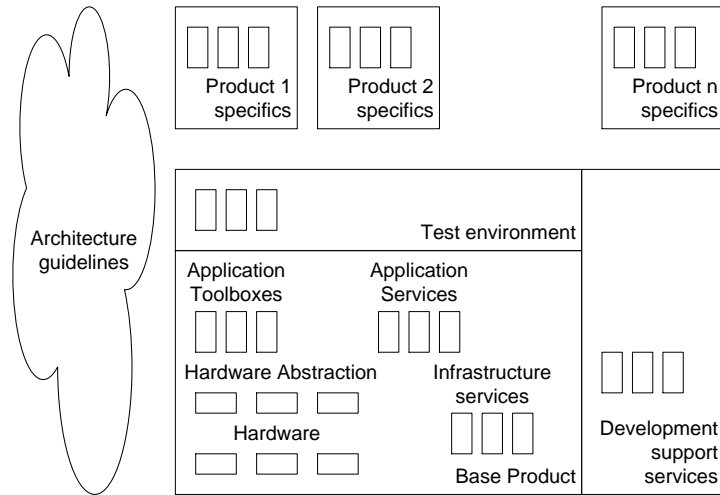 Product 1
specifics
Product 2
specifics
Product n
specifics
Architecture
guidelines
Test environment
Application
Toolboxes
Application
Services
Hardware Abstraction
Infrastructure
services
Hardware
Base Product
Development
support
services